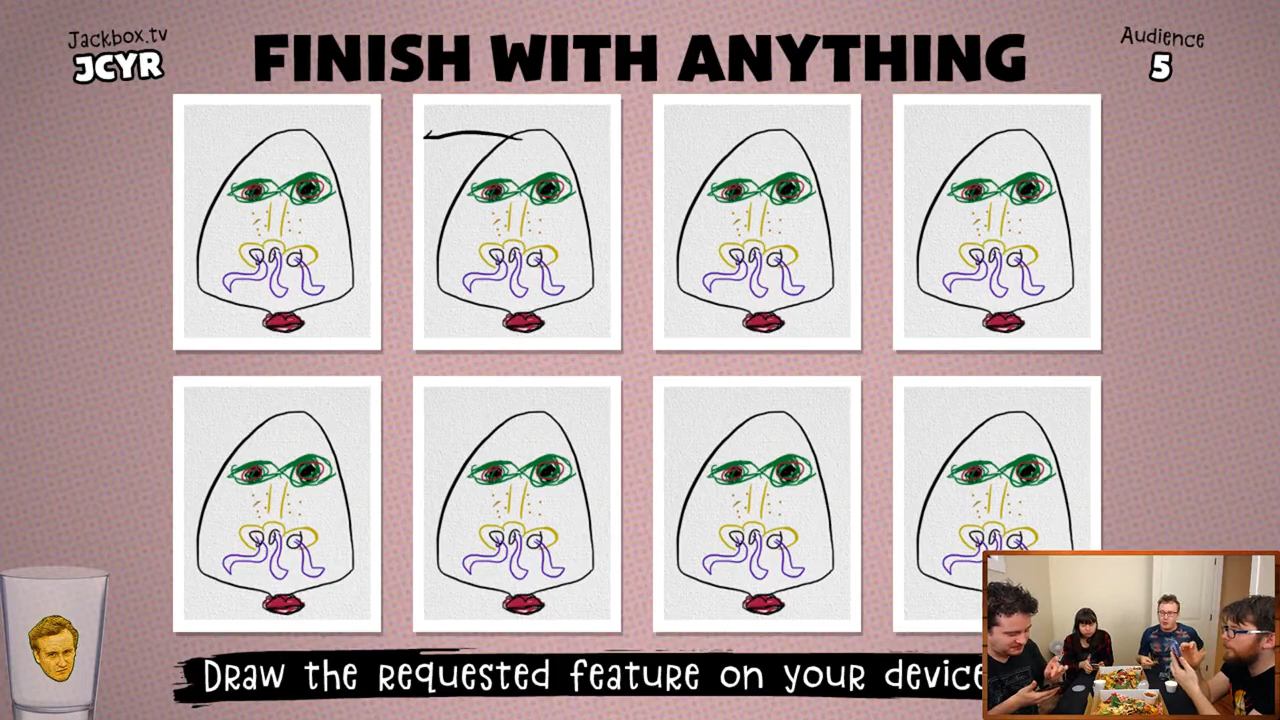 Jackbox.tv
JCYR
FINISH WITH ANYTHING
Audience
5
Draw the requested feature on your device